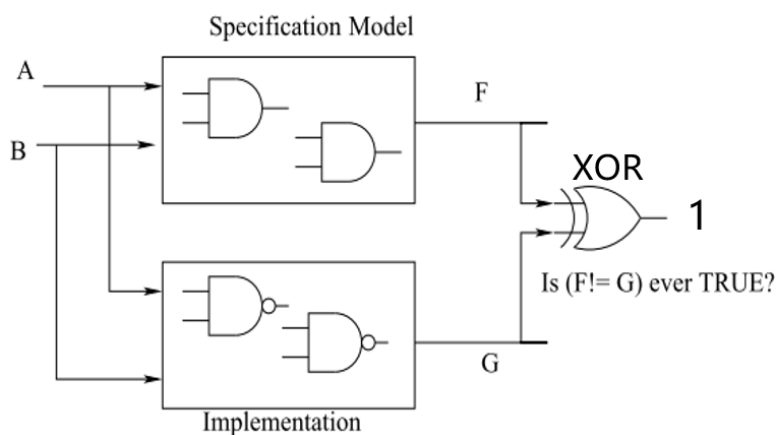 Specification Model
A
F
B
XOR
1
Is (F!= G) ever TRUE?
G
Implementation